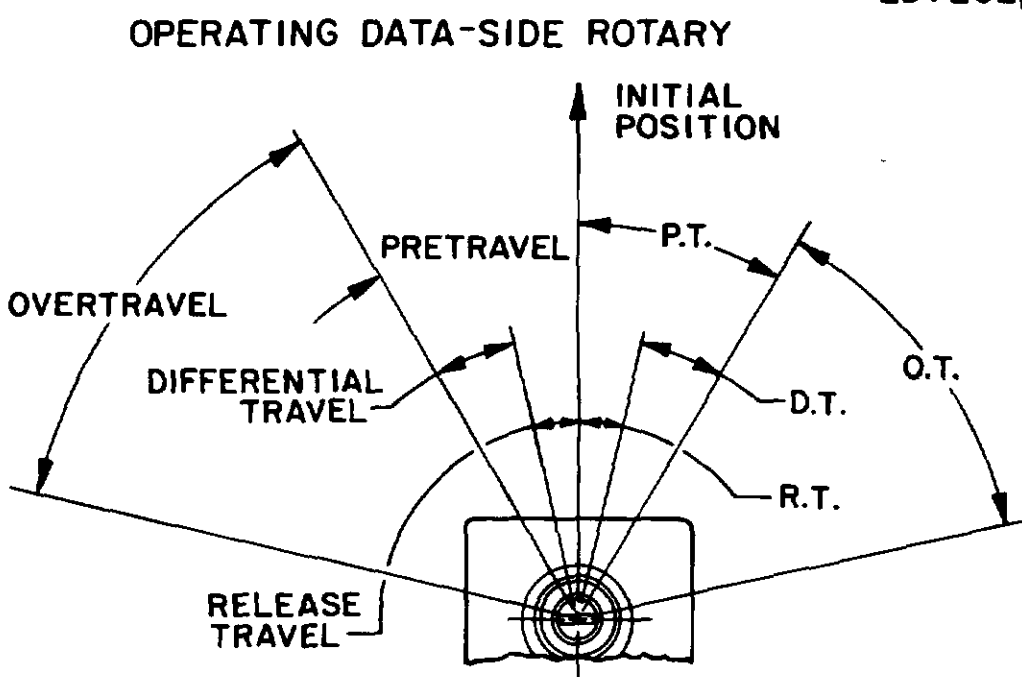 OPERATING DATA-SIDE ROTARY
INITIAL
POSITION
PRETRAVEL
P.T.
OVERTRAVEL
O.T.
DIFFERENTIAL
TRAVEL
D.T.
R.T.
RELEASE
TRAVEL